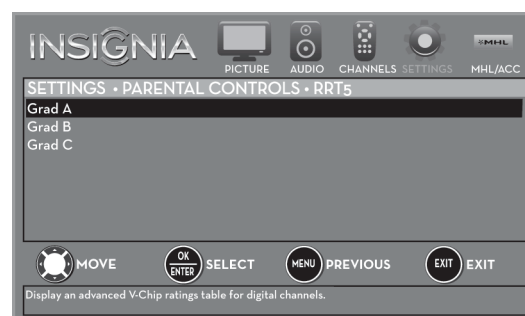 INSIGNIA
PICTURE AUDIO CHANNELS SETTINGS MHL/ACC
MHL
SETTINGS • PARENTAL CONTROLS • RRT5
Grad A
Grad B
Grad C
MOVE OK ENTER SELECT MENU PREVIOUS EXIT EXIT
Display an advanced V-Chip ratings table for digital channels.